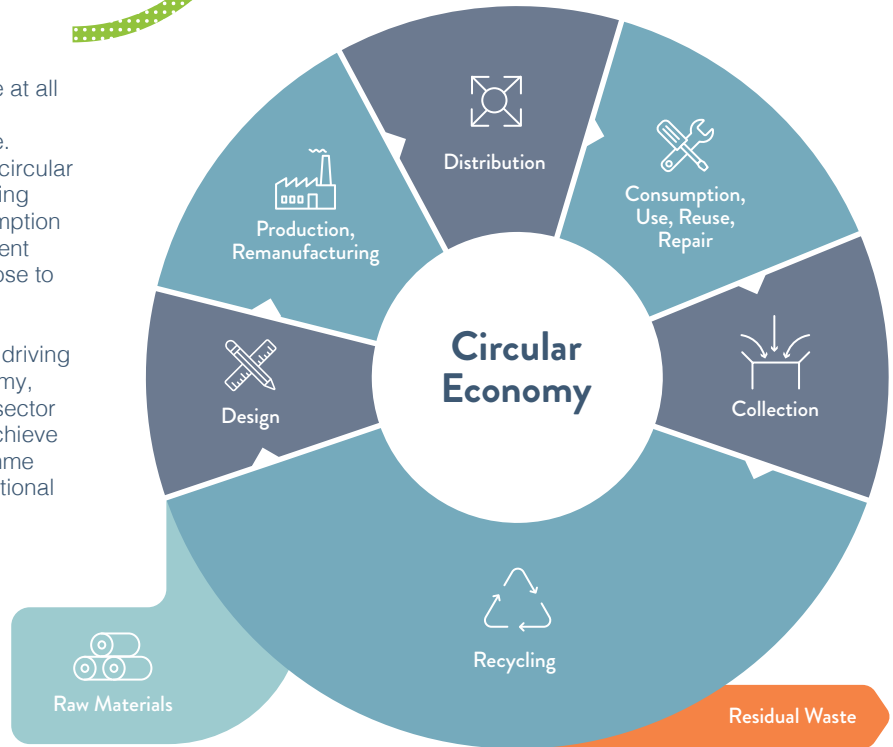 e at all
e.
circular
ing
mption
ent
ose to
driving
my,
sector
chieve
me
tional
Circular
Economy
Design
Production,
Remanufacturing
Distribution
Consumption,
Use, Reuse,
Repair
Collection
Recycling
Raw Materials
Residual Waste